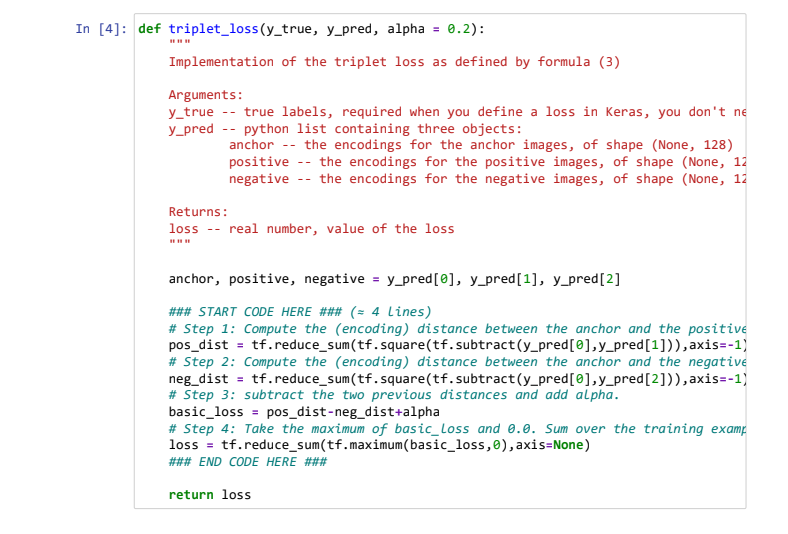 In [4]: def triplet_loss(y_true, y_pred, alpha = 0.2):
"""
Implementation of the triplet loss as defined by formula (3)
Arguments:
y_true -- true labels, required when you define a loss in Keras, you don't ne
y_pred -- python list containing three objects:
anchor -- the encodings for the anchor images, of shape (None, 128)
positive -- the encodings for the positive images, of shape (None, 12
negative -- the encodings for the negative images, of shape (None, 12
Returns:
loss -- real number, value of the loss
"""
anchor, positive, negative = y_pred[0], y_pred[1], y_pred[2]
### START CODE HERE ### (≈ 4 lines)
# Step 1: Compute the (encoding) distance between the anchor and the positive
pos_dist = tf.reduce_sum(tf.square(tf.subtract(y_pred[0],y_pred[1])),axis=-1)
# Step 2: Compute the (encoding) distance between the anchor and the negative
neg_dist = tf.reduce_sum(tf.square(tf.subtract(y_pred[0],y_pred[2])),axis=-1)
# Step 3: subtract the two previous distances and add alpha.
basic_loss = pos_dist-neg_dist+alpha
# Step 4: Take the maximum of basic_loss and 0.0. Sum over the training examp
loss = tf.reduce_sum(tf.maximum(basic_loss,0),axis=None)
### END CODE HERE ###
return loss